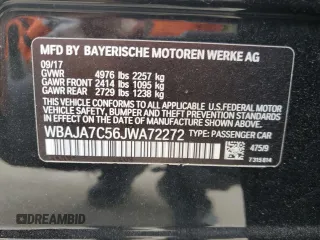 MFD BY BAYERISCHE MOTOREN WERKE AG
09/17
GVWR 4976 lbs 2257 kg
GAWR FRONT 2414 lbs 1095 kg
GAWR REAR 2729 lbs 1238 kg
THIS VEHICLE CONFORMS TO ALL APPLICABLE FEDERAL MOTOR VEHICLE
SAFETY, BUMPER, AND THEFT PREVENTION STANDARDS IN EFFECT ON THE
DATE OF MANUFACTURE SHOWN ABOVE.
WBAJA7C56JWA72272 TYPE: PASSENGER CAR
475/9
7315814
DREAMBID